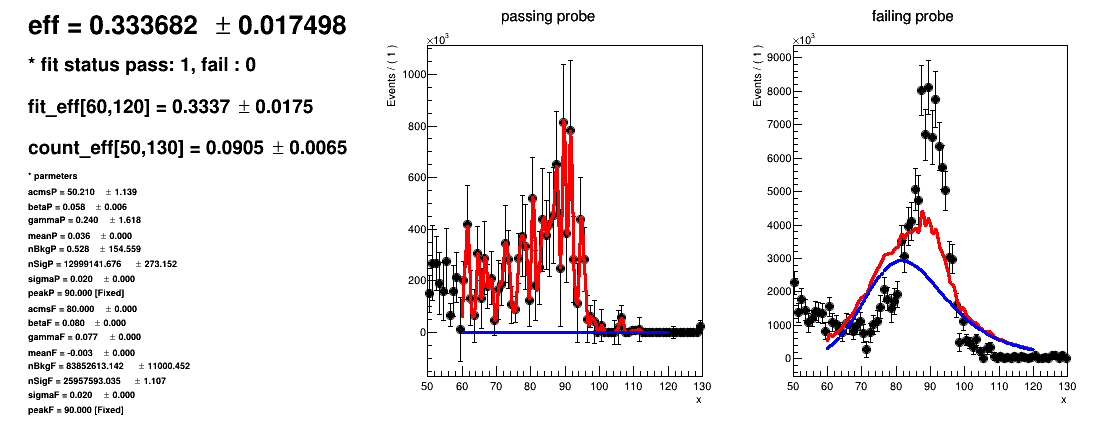 eff = 0.333682 ± 0.017498
* fit status pass: 1, fail : 0
fit_eff[60,120] = 0.3337 ± 0.0175
count_eff[50,130] = 0.0905 ± 0.0065
* parmeters
acmsP = 50.210 ± 1.139
betaP = 0.058 ± 0.006
gammaP = 0.240 ± 1.618
meanP = 0.036 ± 0.000
nBkgP = 0.528 ± 154.559
nSigP = 12999141.676 ± 273.152
sigmaP = 0.020 ± 0.000
peakP = 90.000 [Fixed]
acmsF = 80.000 ± 0.000
betaF = 0.080 ± 0.000
gammaF = 0.077 ± 0.000
meanF = -0.003 ± 0.000
nBkgF = 83852613.142 ± 11000.452
nSigF = 25957593.035 ± 1.107
sigmaF = 0.020 ± 0.000
peakF = 90.000 [Fixed]
passing probe
×10³
Events / ( 1 )
1000
800
600
400
200
0
50 60 70 80 90 100 110 120 130
x
failing probe
×10³
Events / ( 1 )
9000
8000
7000
6000
5000
4000
3000
2000
1000
0
50 60 70 80 90 100 110 120 130
x